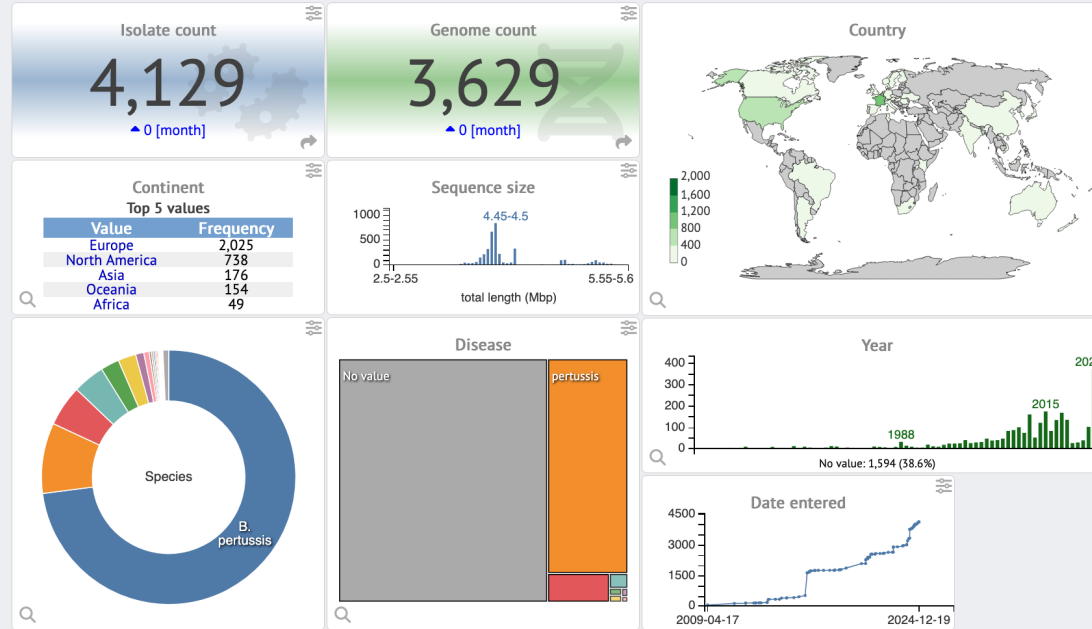 Isolate count
4,129
0 [month]
Genome count
3,629
0 [month]
Country
2,000
1,600
1,200
800
400
0
Continent
Top 5 values
Value Frequency
Europe 2,025
North America 738
Asia 176
Oceania 154
Africa 49
Sequence size
4.45-4.5
1000
500
0
2.5-2.55 5.55-5.6
total length (Mbp)
Species
B.
pertussis
Disease
No value
pertussis
Year
400
300
200
100
0
1988
2015
202
No value: 1,594 (38.6%)
Date entered
4500
3000
1500
0
2009-04-17 2024-12-19